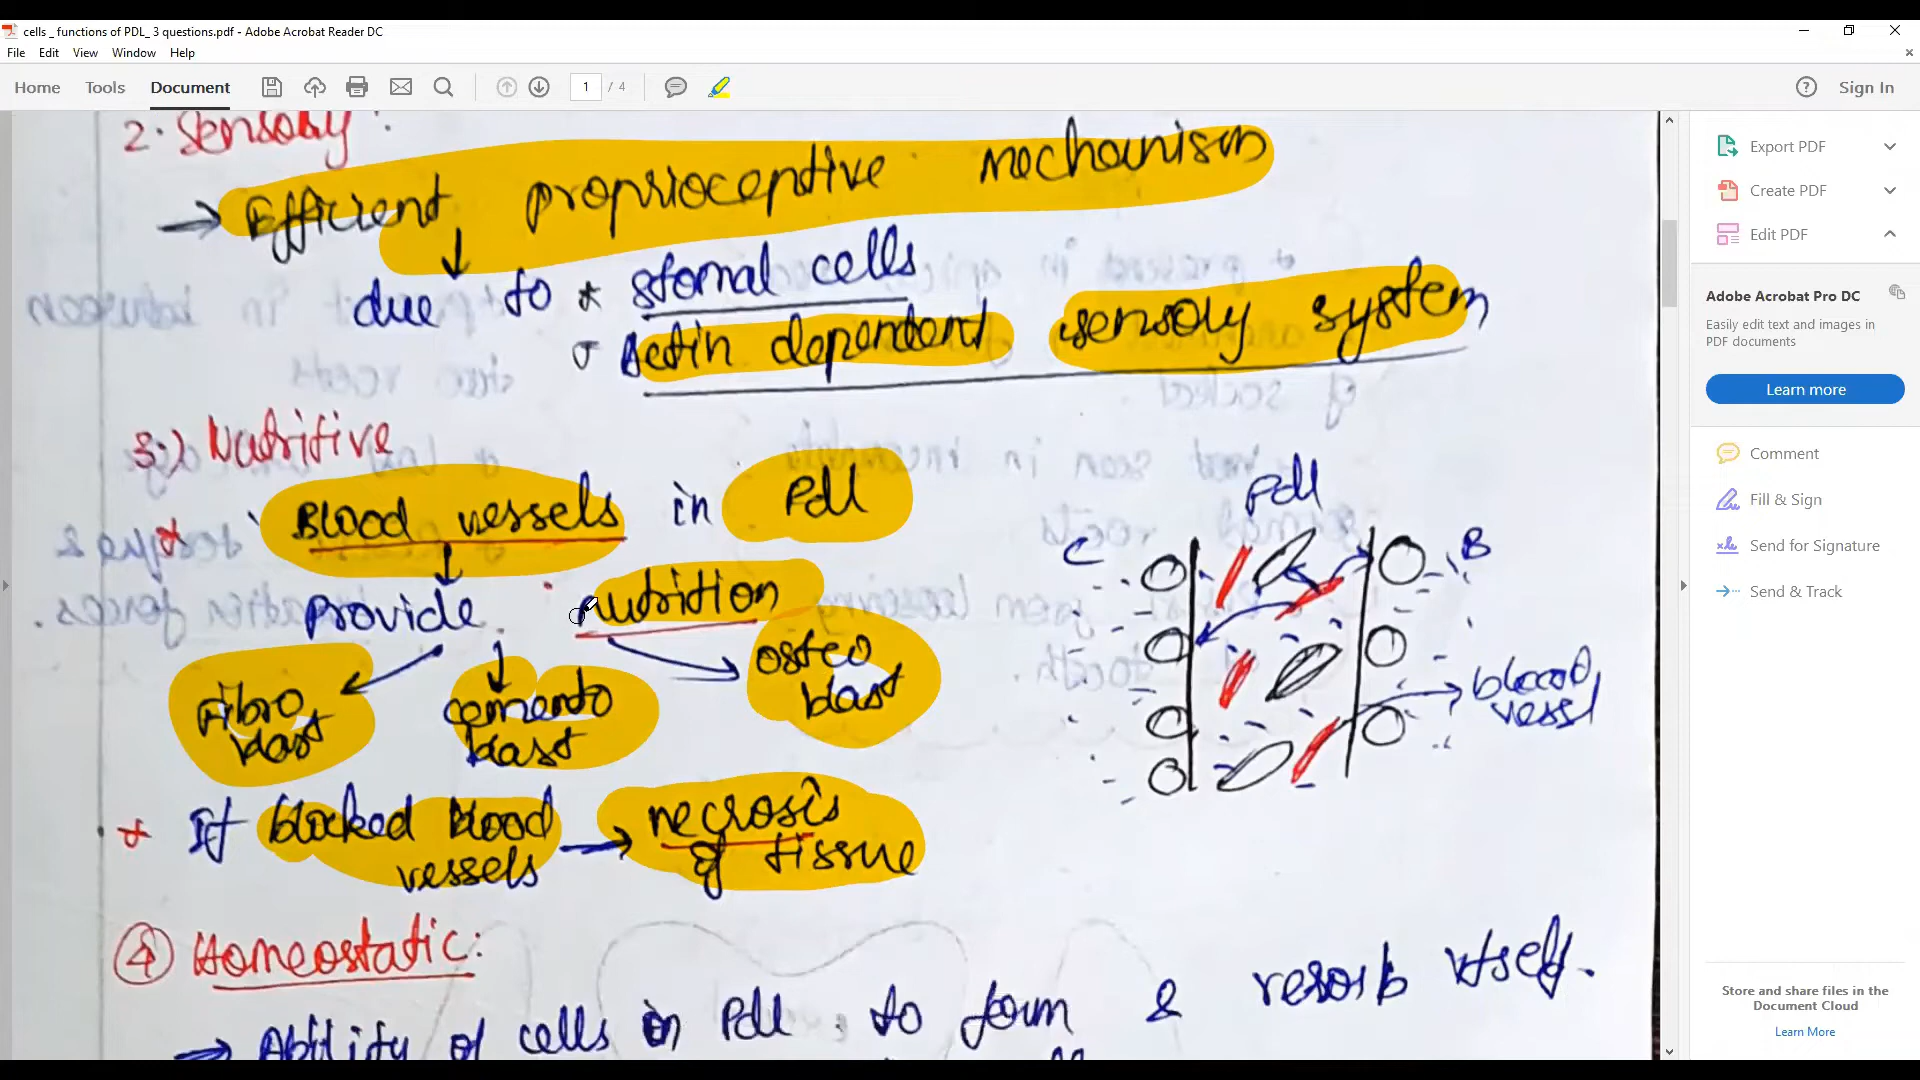 cells _ functions of PDL_ 3 questions.pdf - Adobe Acrobat Reader DC
File Edit View Window Help
Home Tools Document 1 / 4 Sign In
2. Sensory :
→ Efficient proprioceptive mechanism
↓
due to * stomal cells
Actin dependent sensory system
3.) Nutritive
* Blood vessels in Pdl
↓
provide nutrition
Fibro blast
cemento blast
osteo blast
* If blocked blood vessels → necrosis of tissue
Pdl
C B
→ blood vessl
④ Homeostatic:
→ Ability of cells in Pdl to form & resorb itself.
Export PDF
Create PDF
Edit PDF
Adobe Acrobat Pro DC
Easily edit text and images in
PDF documents
Learn more
Comment
Fill & Sign
Send for Signature
Send & Track
Store and share files in the
Document Cloud
Learn More